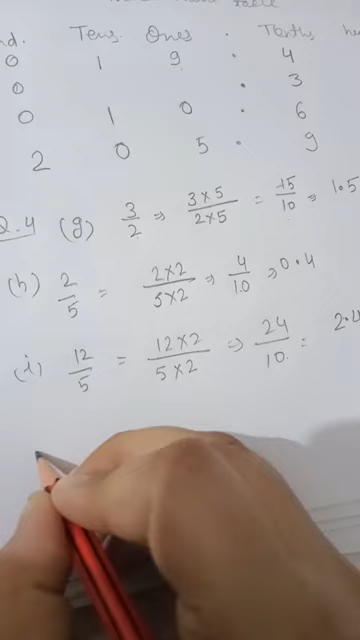 Tens Ones . Tenths
0 1 9 . 4
0 . 3
0 1 0 . 6
2 0 5 . 9
Q.4 (g) 3/2 ⇒ 3×5/2×5 = 15/10 ⇒ 1.5
(h) 2/5 = 2×2/5×2 ⇒ 4/10 ⇒ 0.4
(i) 12/5 = 12×2/5×2 ⇒ 24/10 = 2.4